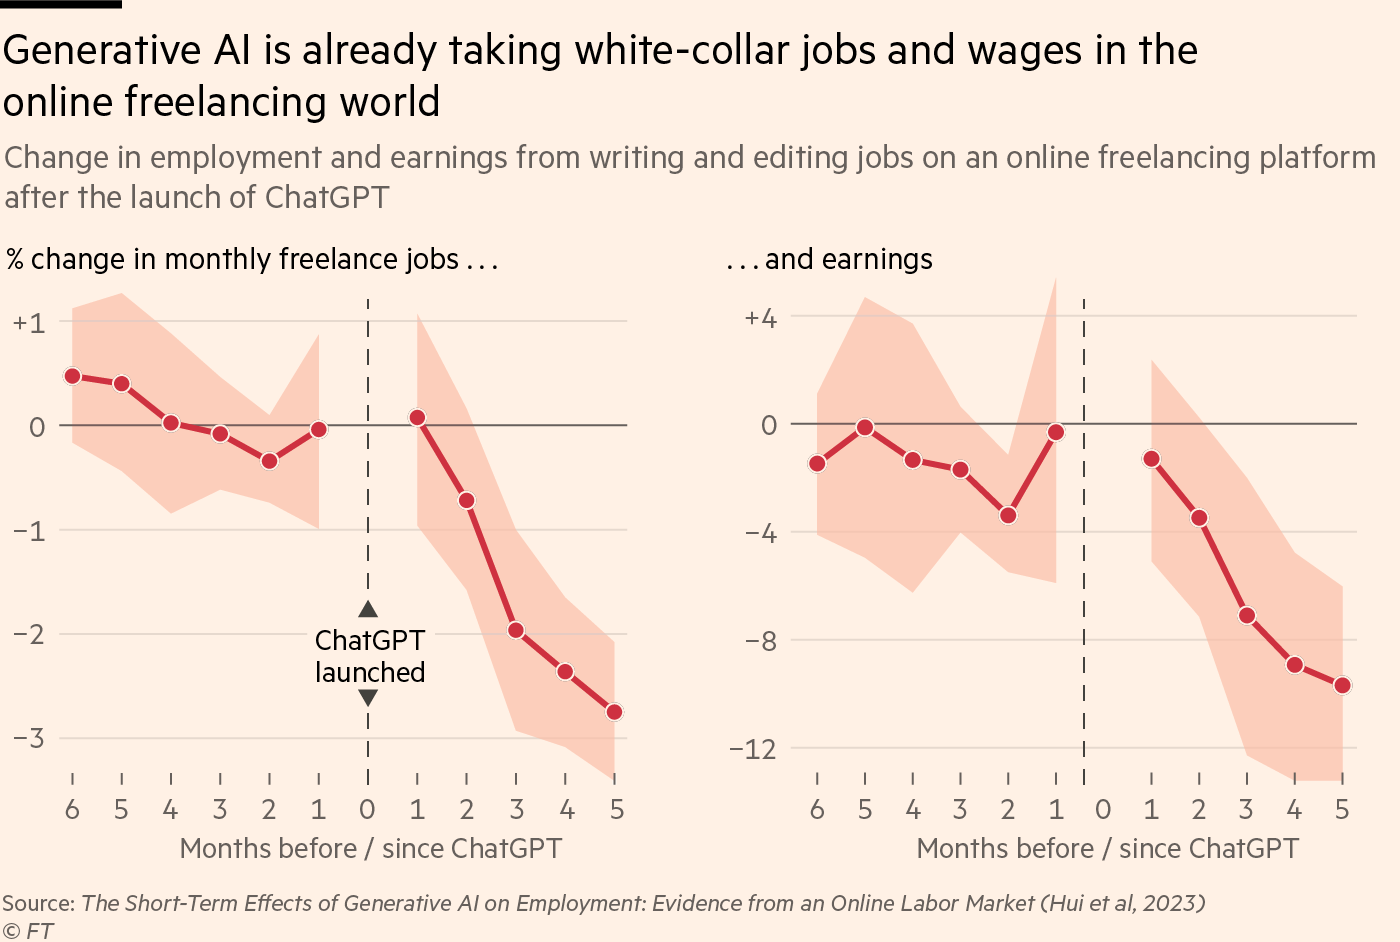 Generative AI is already taking white-collar jobs and wages in the
online freelancing world
Change in employment and earnings from writing and editing jobs on an online freelancing platform
after the launch of ChatGPT
% change in monthly freelance jobs ...
+1
0
−1
−2
−3
ChatGPT
launched
6 5 4 3 2 1 0 1 2 3 4 5
Months before / since ChatGPT
... and earnings
+4
0
−4
−8
−12
6 5 4 3 2 1 0 1 2 3 4 5
Months before / since ChatGPT
Source: The Short-Term Effects of Generative AI on Employment: Evidence from an Online Labor Market (Hui et al, 2023)
© FT